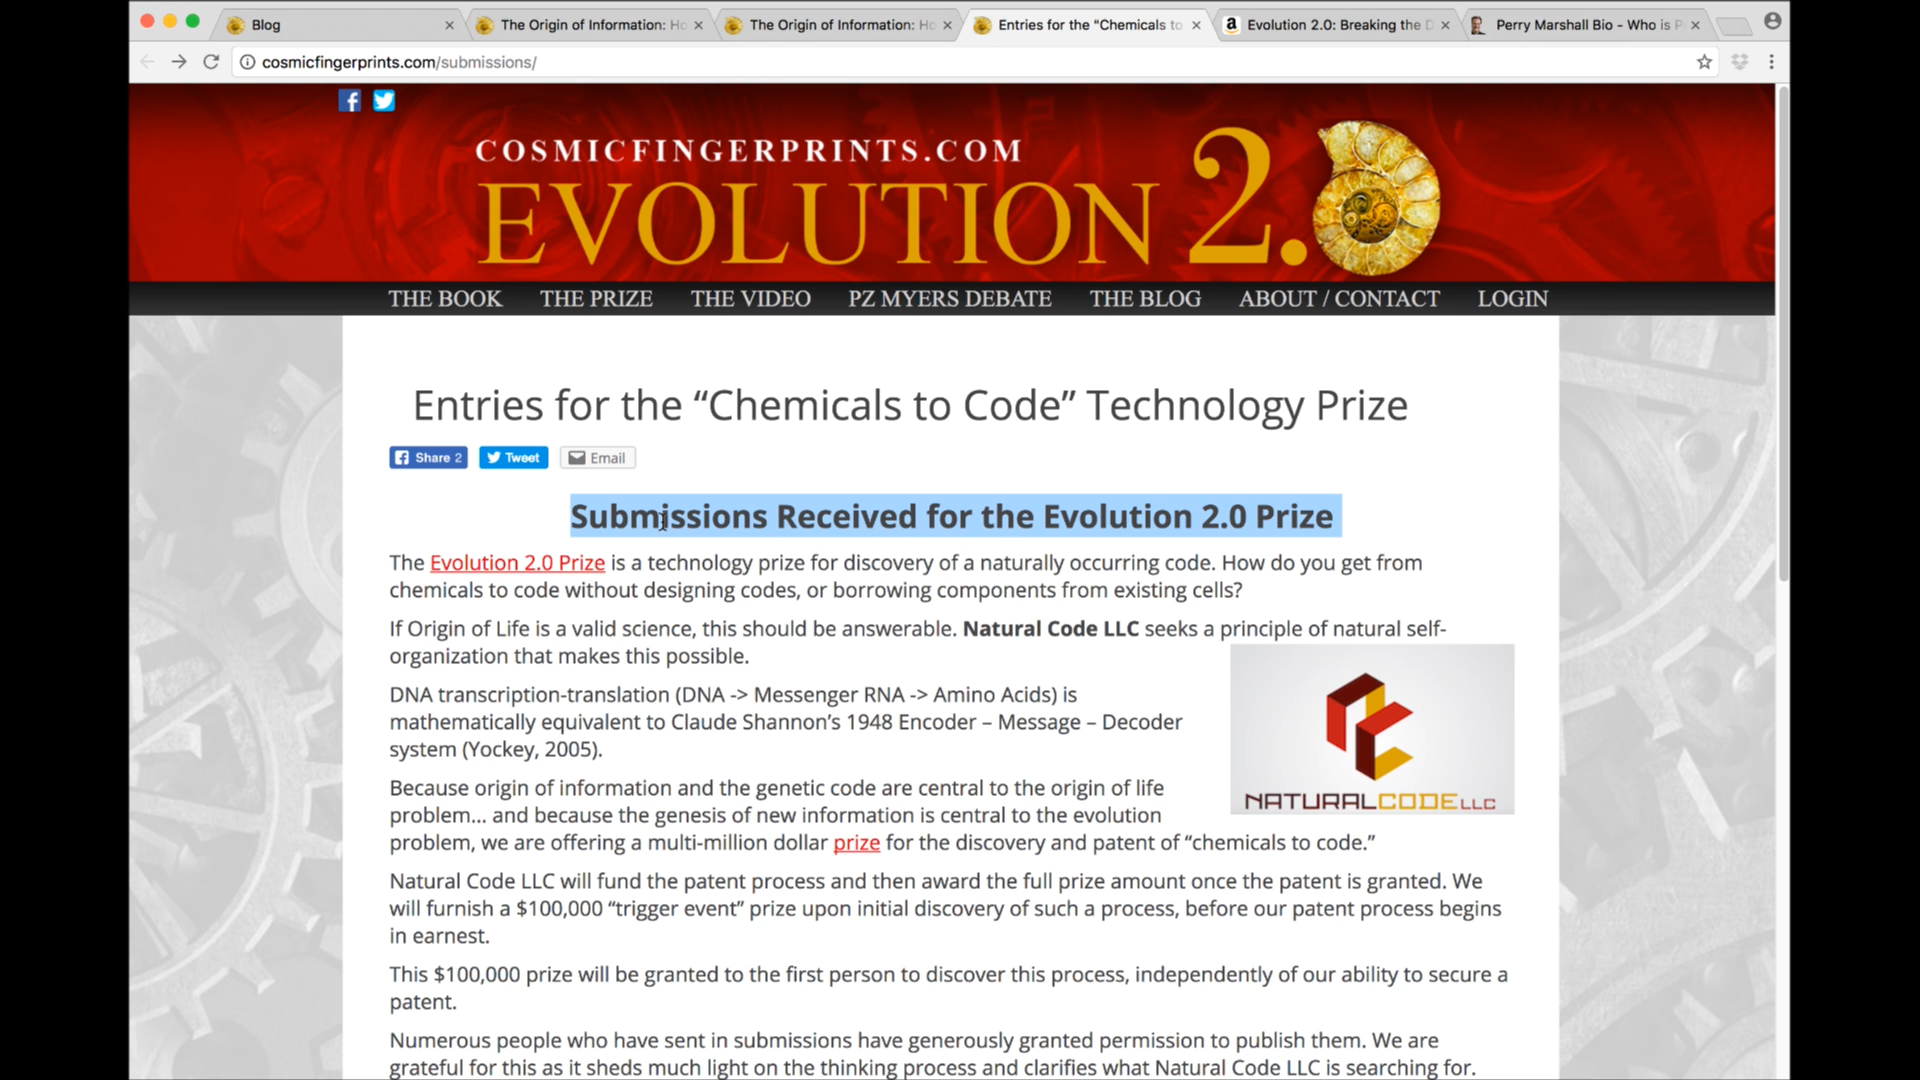 Blog
The Origin of Information: Ho
The Origin of Information: Ho
Entries for the "Chemicals to
Evolution 2.0: Breaking the D
Perry Marshall Bio - Who is P
cosmicfingerprints.com/submissions/
COSMICFINGERPRINTS.COM
EVOLUTION 2.0
THE BOOK THE PRIZE THE VIDEO PZ MYERS DEBATE THE BLOG ABOUT / CONTACT LOGIN
Entries for the “Chemicals to Code” Technology Prize
Share 2 Tweet Email
Submissions Received for the Evolution 2.0 Prize
The Evolution 2.0 Prize is a technology prize for discovery of a naturally occurring code. How do you get from
chemicals to code without designing codes, or borrowing components from existing cells?
If Origin of Life is a valid science, this should be answerable. Natural Code LLC seeks a principle of natural self-
organization that makes this possible.
DNA transcription-translation (DNA -> Messenger RNA -> Amino Acids) is
mathematically equivalent to Claude Shannon’s 1948 Encoder – Message – Decoder
system (Yockey, 2005).
NATURALCODE LLC
Because origin of information and the genetic code are central to the origin of life
problem... and because the genesis of new information is central to the evolution
problem, we are offering a multi-million dollar prize for the discovery and patent of “chemicals to code.”
Natural Code LLC will fund the patent process and then award the full prize amount once the patent is granted. We
will furnish a $100,000 “trigger event” prize upon initial discovery of such a process, before our patent process begins
in earnest.
This $100,000 prize will be granted to the first person to discover this process, independently of our ability to secure a
patent.
Numerous people who have sent in submissions have generously granted permission to publish them. We are
grateful for this as it sheds much light on the thinking process and clarifies what Natural Code LLC is searching for.